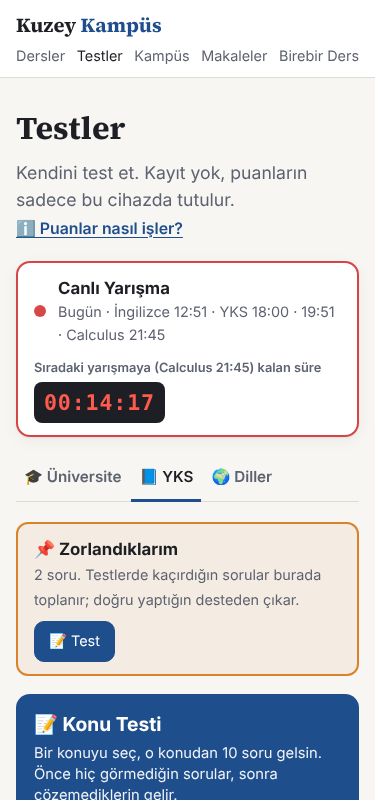 Kuzey Kampüs
Dersler Testler Kampüs Makaleler Birebir Ders
Testler
Kendini test et. Kayıt yok, puanların
sadece bu cihazda tutulur.
ℹ️ Puanlar nasıl işler?
Canlı Yarışma
Bugün · İngilizce 12:51 · YKS 18:00 · 19:51
· Calculus 21:45
Sıradaki yarışmaya (Calculus 21:45) kalan süre
00:14:17
🎓 Üniversite 📘 YKS 🌍 Diller
📌 Zorlandıklarım
2 soru. Testlerde kaçırdığın sorular burada
toplanır; doğru yaptığın desteden çıkar.
📝 Test
📝 Konu Testi
Bir konuyu seç, o konudan 10 soru gelsin.
Önce hiç görmediğin sorular, sonra
çözemediklerin gelir.